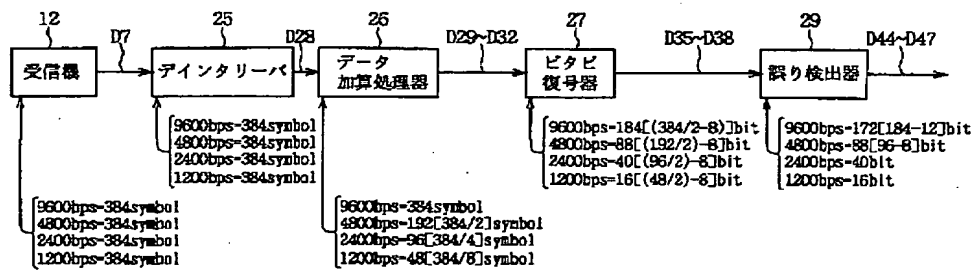 12
25
26
27
29
D7
D28
D29~D32
D35~D38
D44~D47
受信機
デインタリーバ
データ
加算処理器
ビタビ
復号器
誤り検出器
9600bps=384symbol
4800bps=384symbol
2400bps=384symbol
1200bps=384symbol
9600bps=184[(384/2-8)]bit
4800bps=88[(192/2)-8]bit
2400bps=40[(96/2)-8]bit
1200bps=16[(48/2)-8]bit
9600bps=172[184-12]bit
4800bps=88[96-8]bit
2400bps=40bit
1200bps=16bit
9600bps=384symbol
4800bps=384symbol
2400bps=384symbol
1200bps=384symbol
9600bps=384symbol
4800bps=192[384/2]symbol
2400bps=96[384/4]symbol
1200bps=48[384/8]symbol